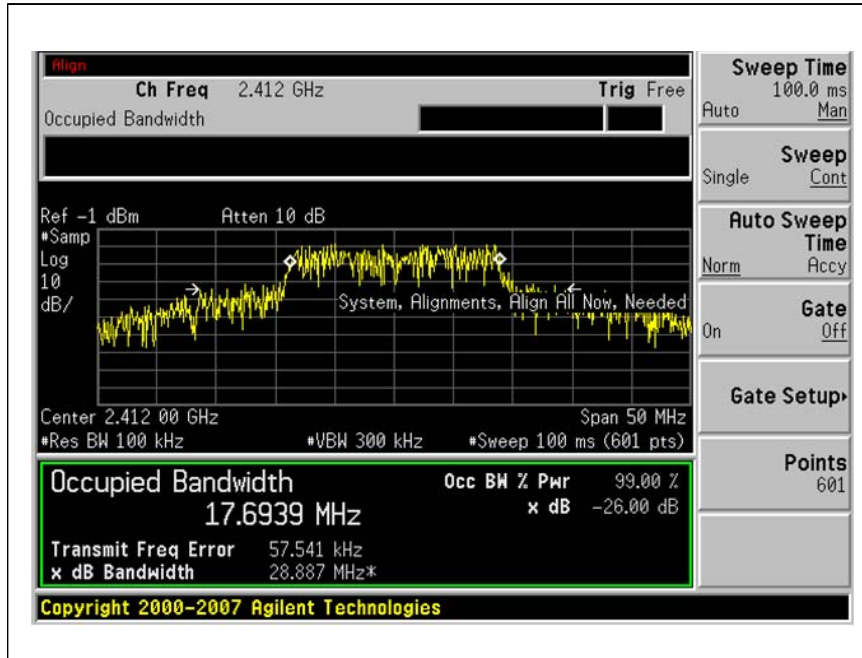 Align
Ch Freq 2.412 GHz Trig Free
Occupied Bandwidth
Ref -1 dBm Atten 10 dB
#Samp
Log
10
dB/
System, Alignments, Align All Now, Needed
Center 2.412 00 GHz Span 50 MHz
#Res BW 100 kHz #VBW 300 kHz #Sweep 100 ms (601 pts)
Occupied Bandwidth Occ BW % Pwr 99.00 %
17.6939 MHz x dB -26.00 dB
Transmit Freq Error 57.541 kHz
x dB Bandwidth 28.887 MHz*
Copyright 2000-2007 Agilent Technologies
Sweep Time
100.0 ms
Auto Man
Sweep
Single Cont
Auto Sweep
Time
Norm Accy
Gate
On Off
Gate Setup▸
Points
601